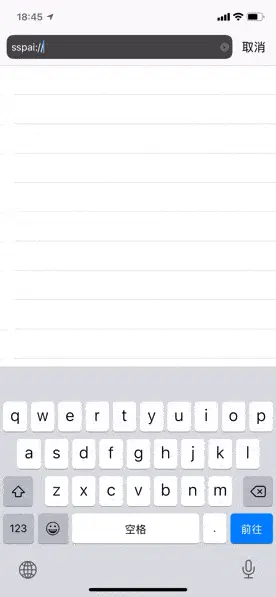 18:45
sspai://
取消
q w e r t y u i o p
a s d f g h j k l
z x c v b n m
123 空格 . 前往